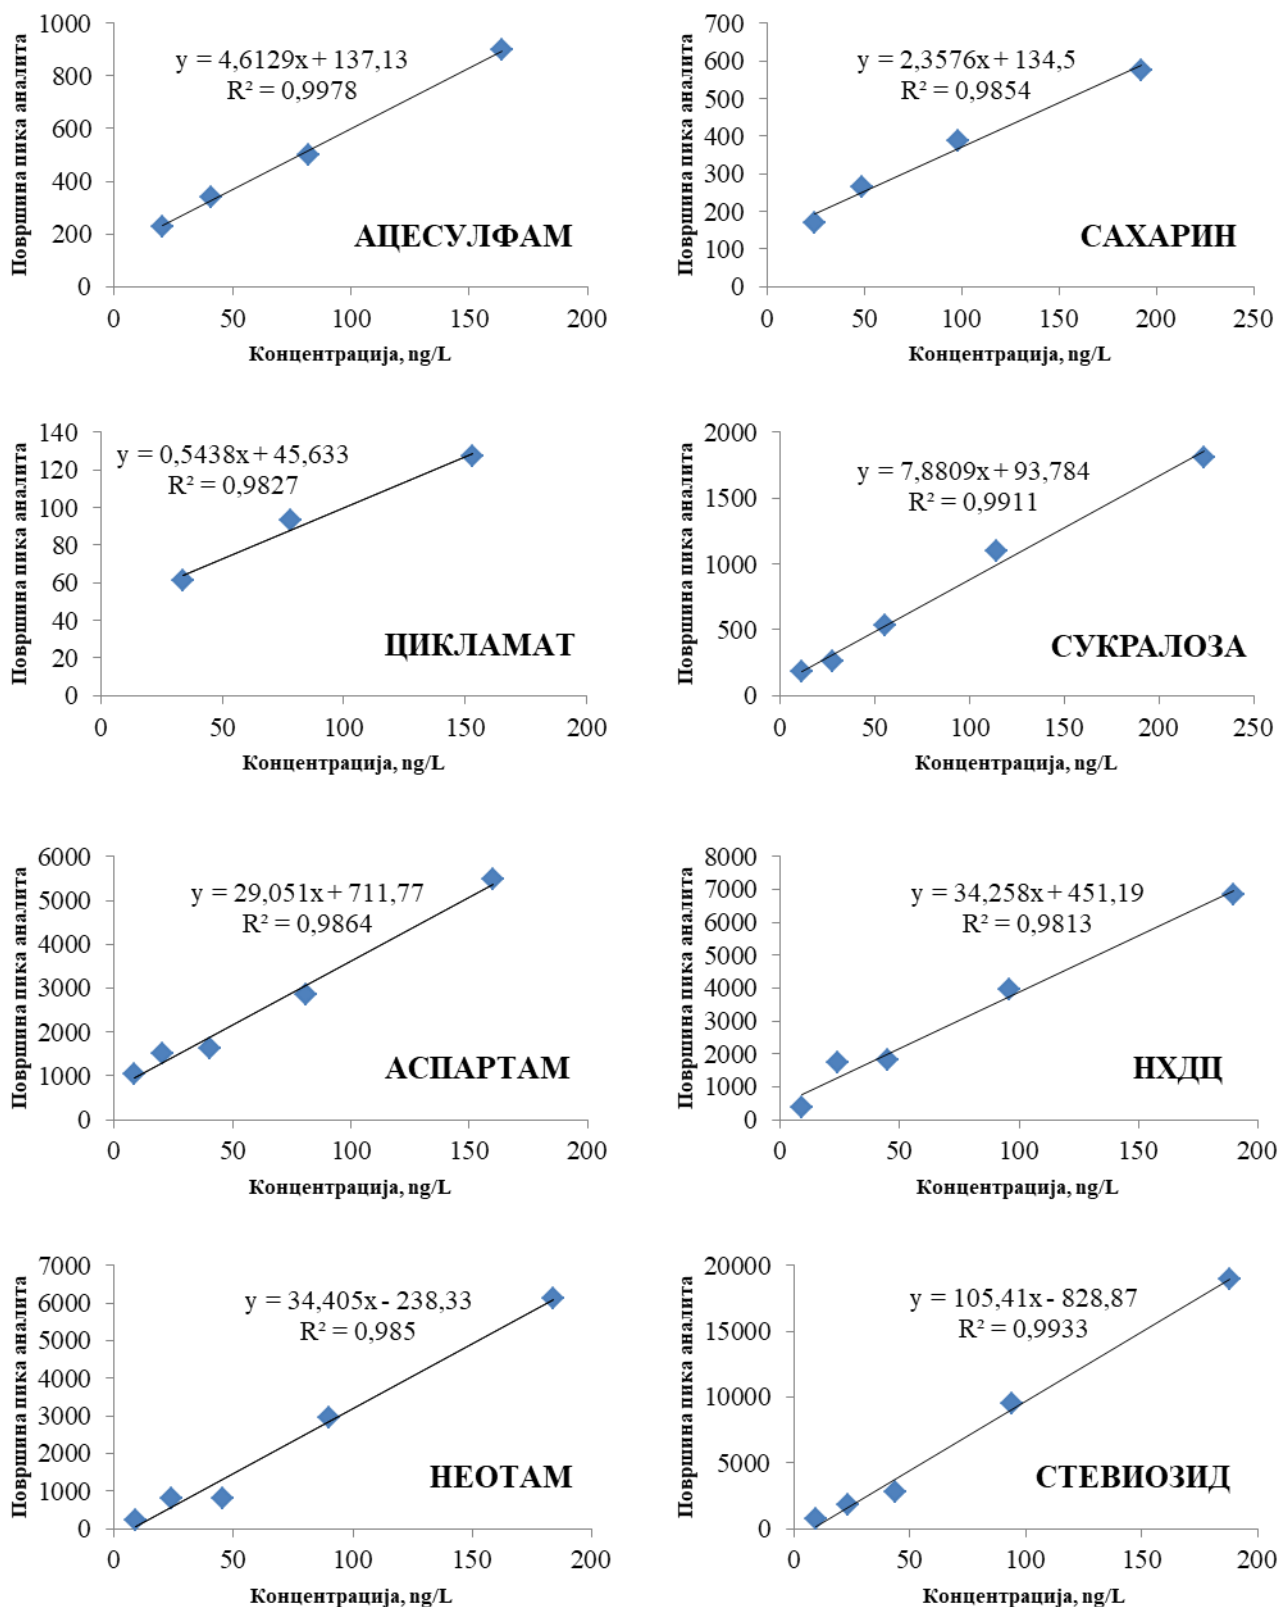 Површина пика аналита
1000
800
600
400
200
0
y = 4,6129x + 137,13
R² = 0,9978
АЦЕСУЛФАМ
0 50 100 150 200
Концентрација, ng/L
Површина пика аналита
700
600
500
400
300
200
100
0
y = 2,3576x + 134,5
R² = 0,9854
САХАРИН
0 50 100 150 200 250
Концентрација, ng/L
Површина пика аналита
140
120
100
80
60
40
20
0
y = 0,5438x + 45,633
R² = 0,9827
ЦИКЛАМАТ
0 50 100 150 200
Концентрација, ng/L
Површина пика аналита
2000
1500
1000
500
0
y = 7,8809x + 93,784
R² = 0,9911
СУКРАЛОЗА
0 50 100 150 200 250
Концентрација, ng/L
Површина пика аналита
6000
5000
4000
3000
2000
1000
0
y = 29,051x + 711,77
R² = 0,9864
АСПАРТАМ
0 50 100 150 200
Концентрација, ng/L
Површина пика аналита
8000
7000
6000
5000
4000
3000
2000
1000
0
y = 34,258x + 451,19
R² = 0,9813
НХДЦ
0 50 100 150 200
Концентрација, ng/L
Површина пика аналита
7000
6000
5000
4000
3000
2000
1000
0
y = 34,405x - 238,33
R² = 0,985
НЕОТАМ
0 50 100 150 200
Концентрација, ng/L
Површина пика аналита
20000
15000
10000
5000
0
y = 105,41x - 828,87
R² = 0,9933
СТЕВИОЗИД
0 50 100 150 200
Концентрација, ng/L